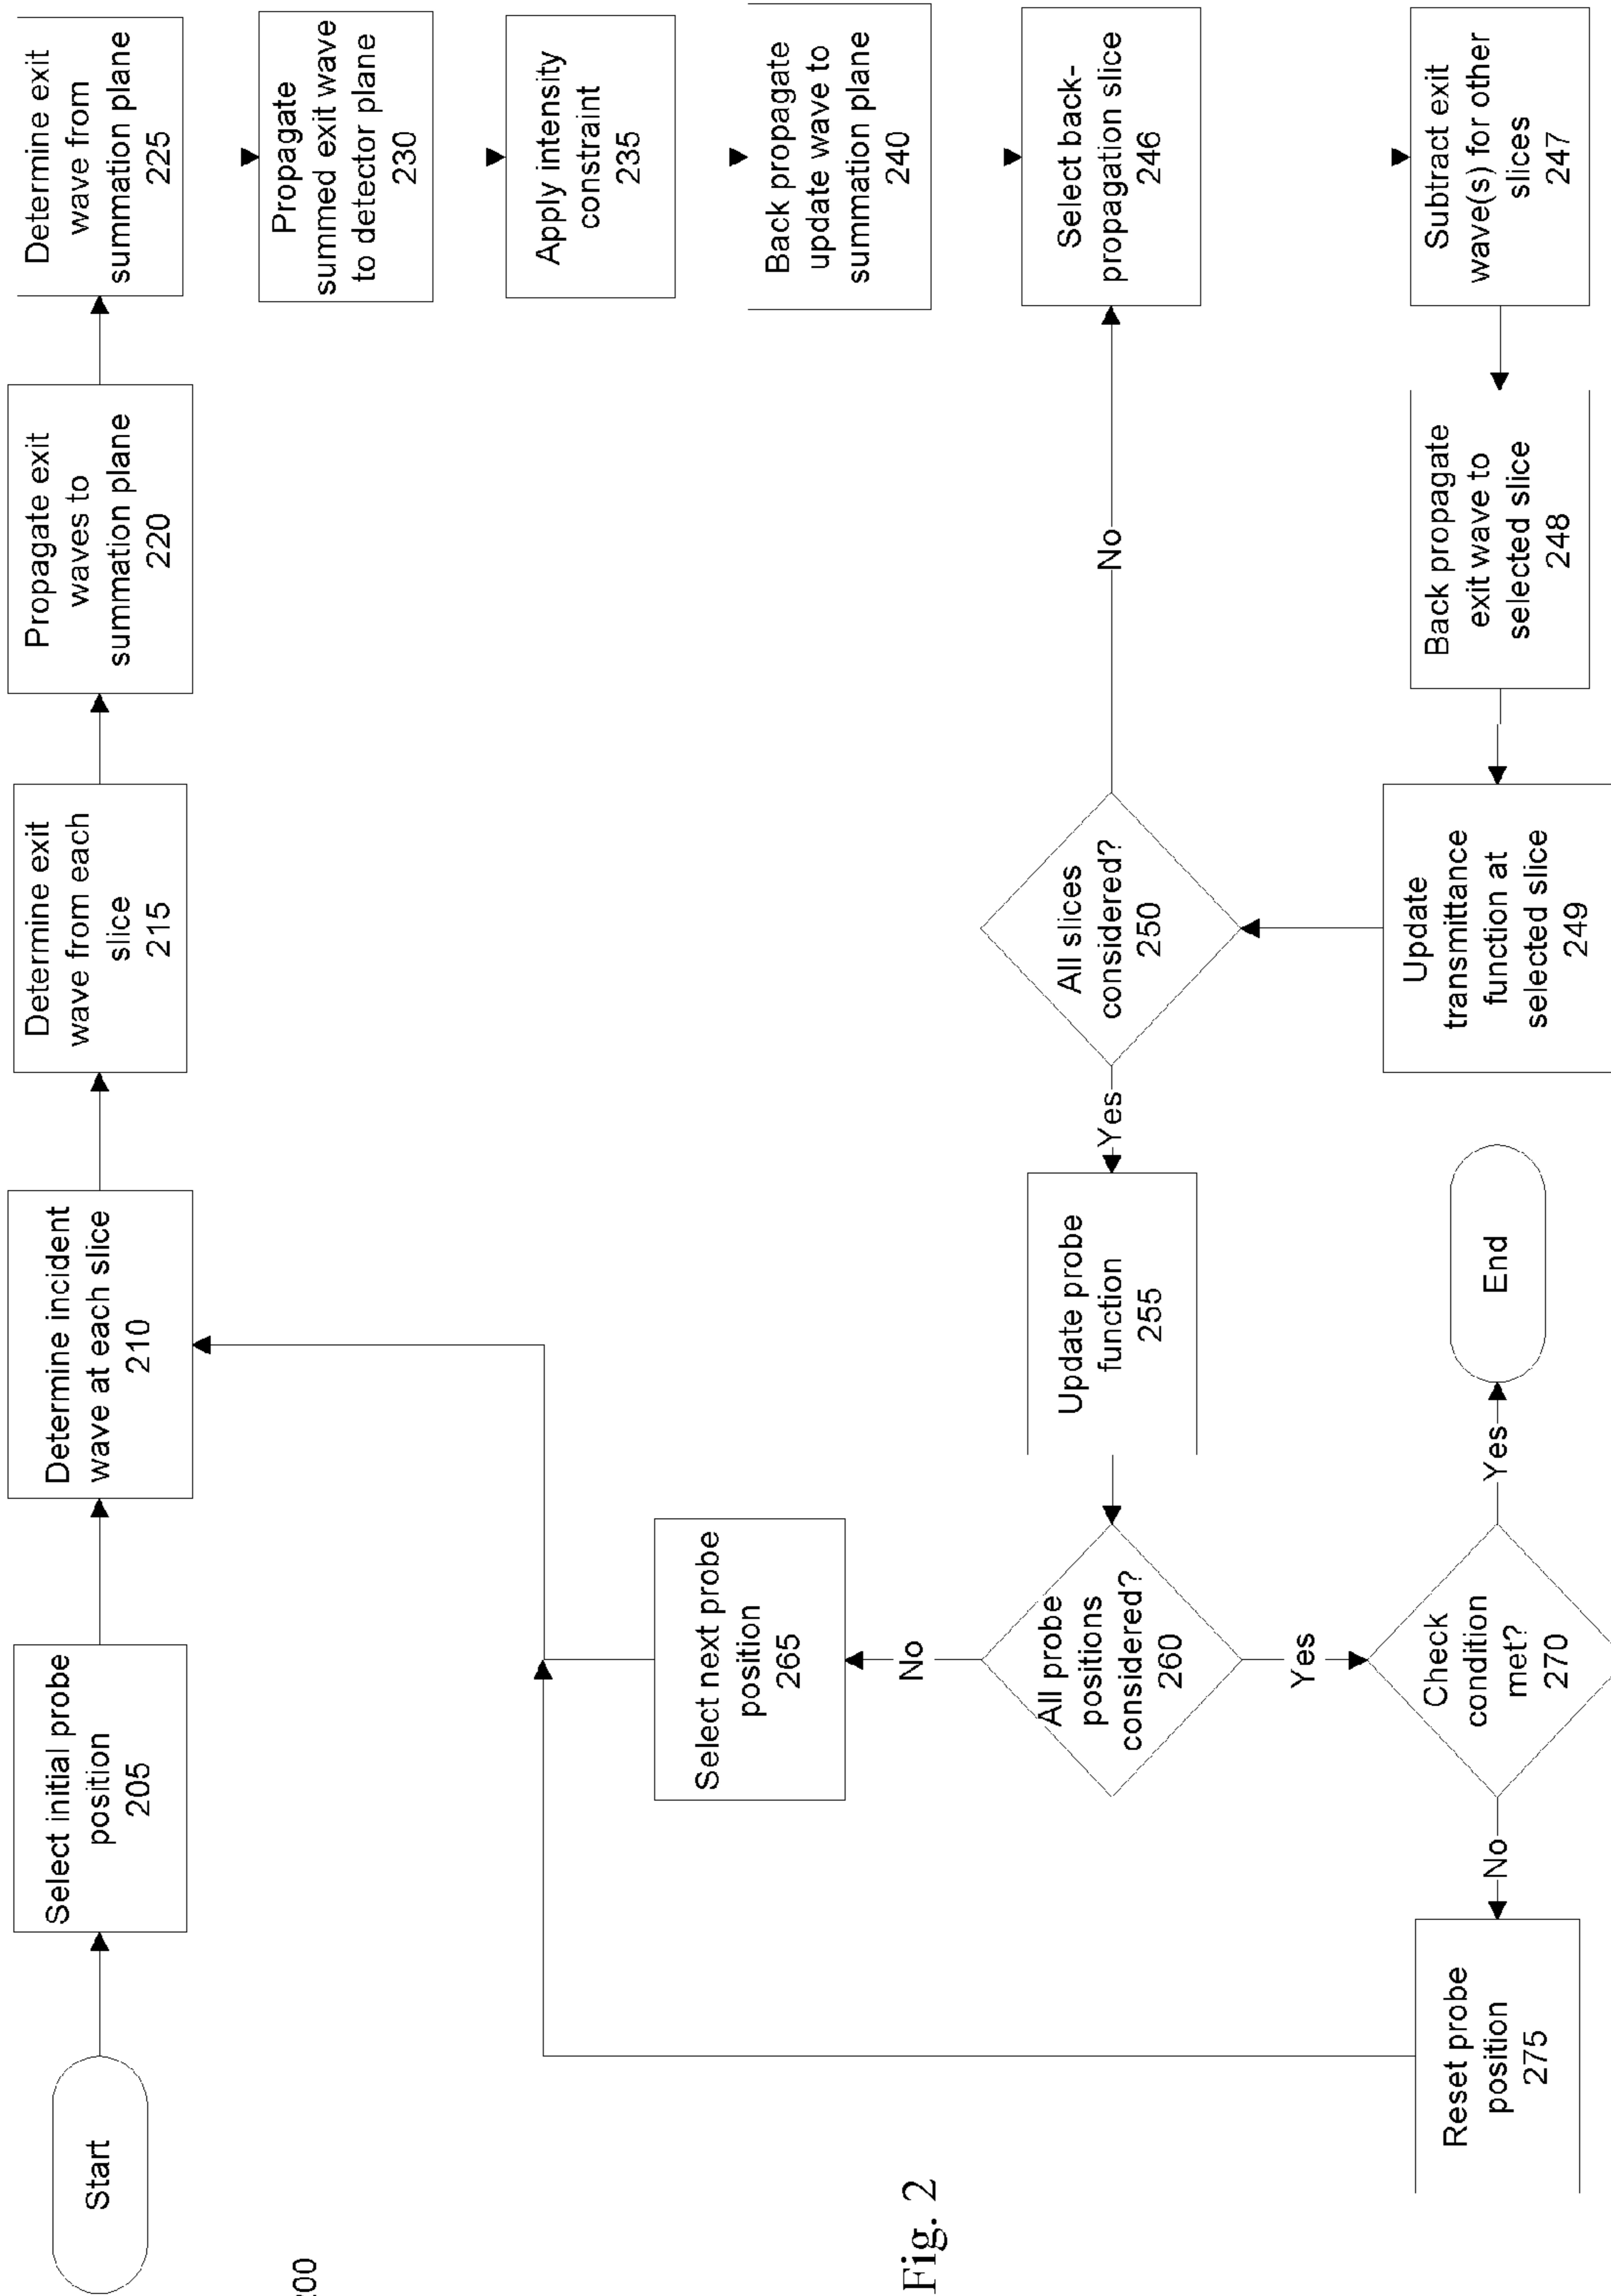 Start
Select initial probe
position
205
Determine incident
wave at each slice
210
Determine exit
wave from each
slice
215
Propagate exit
waves to
summation plane
220
Determine exit
wave from
summation plane
225
Propagate
summed exit wave
to detector plane
230
Apply intensity
constraint
235
Back propagate
update wave to
summation plane
240
Select back-
propagation slice
246
Subtract exit
wave(s) for other
slices
247
Back propagate
exit wave to
selected slice
248
Update
transmittance
function at
selected slice
249
All slices
considered?
250
No
Yes
Update probe
function
255
All probe
positions
considered?
260
No
Select next probe
position
265
Yes
Check
condition
met?
270
Yes
End
No
Reset probe
position
275
200
Fig. 2